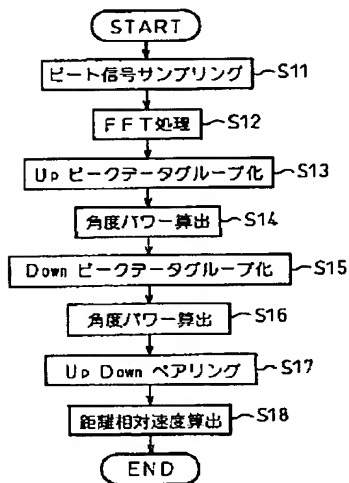 START
ビート信号サンプリング
S11
FFT処理
S12
Up ピークデータグループ化
S13
角度パワー算出
S14
Down ピークデータグループ化
S15
角度パワー算出
S16
Up Down ペアリング
S17
距離相対速度算出
S18
END